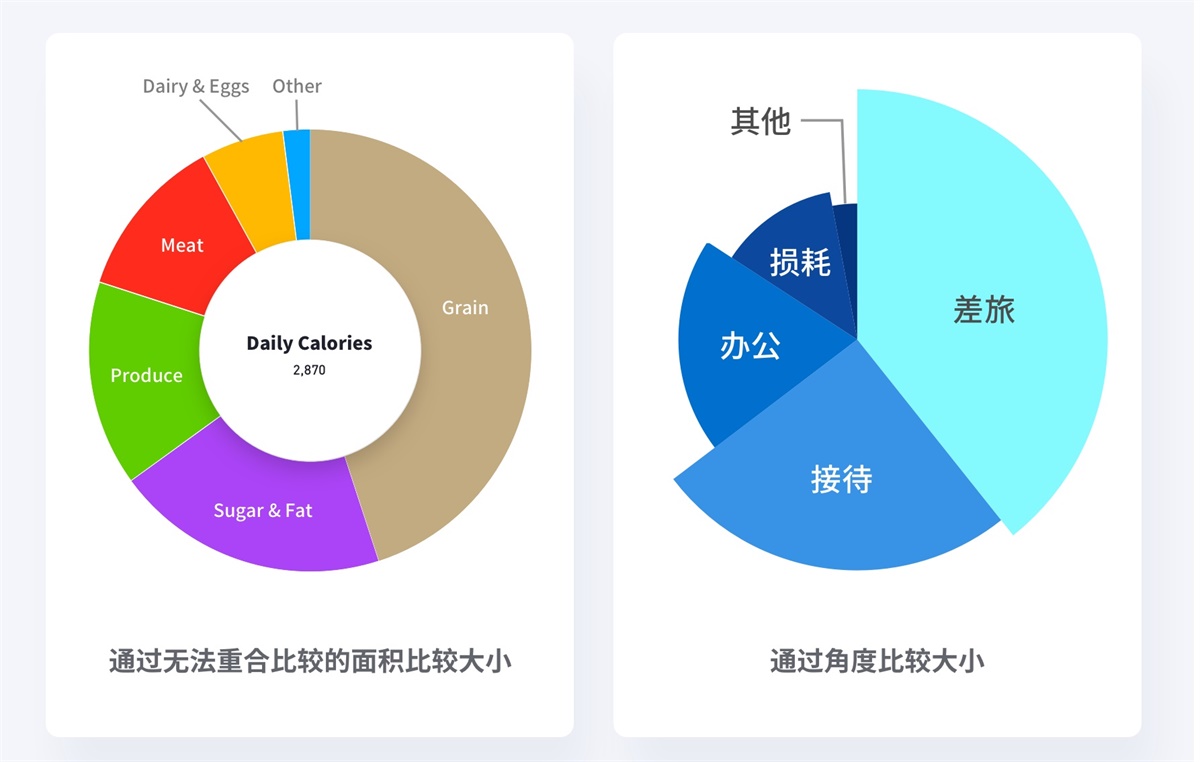 Dairy & Eggs
Other
Meat
Grain
Daily Calories
2,870
Produce
Sugar & Fat
通过无法重合比较的面积比较大小
其他
损耗
差旅
办公
接待
通过角度比较大小